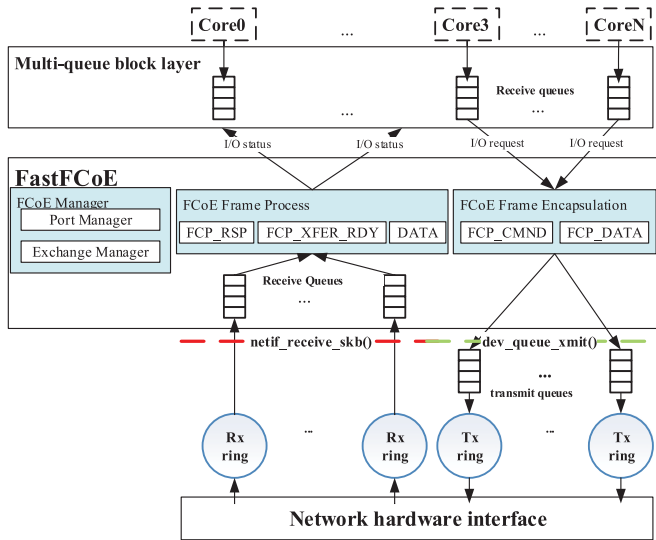 Core0
...
Core3
...
CoreN
Multi-queue block layer
Receive queues
...
...
I/O status
I/O status
I/O request
I/O request
FastFCoE
FCoE Manager
Port Manager
Exchange Manager
FCoE Frame Process
FCP_RSP
FCP_XFER_RDY
DATA
FCoE Frame Encapsulation
FCP_CMND
FCP_DATA
Receive Queues
...
netif_receive_skb()
dev_queue_xmit()
...
transmit queues
Rx
ring
...
Rx
ring
Tx
ring
...
Tx
ring
Network hardware interface